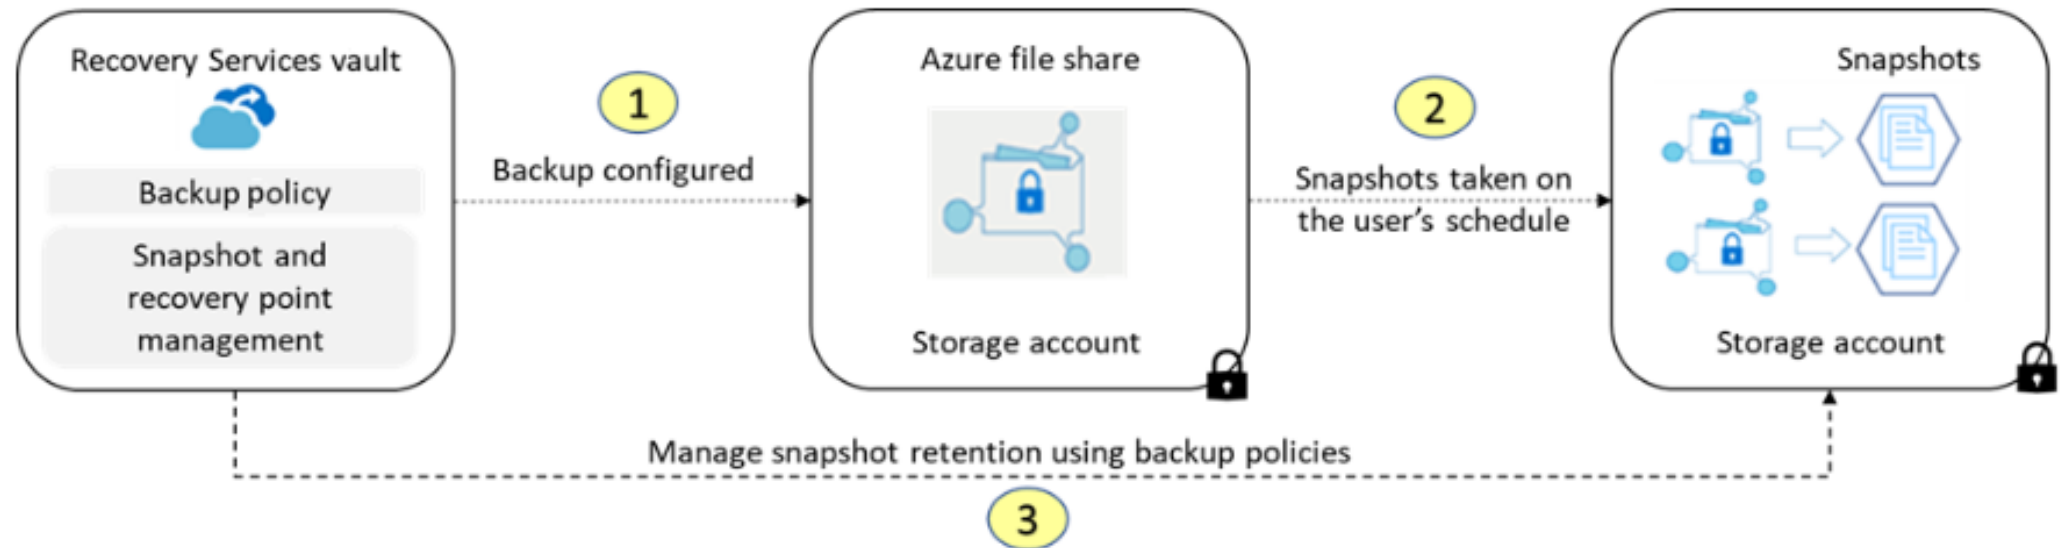 Recovery Services vault
Backup policy
Snapshot and
recovery point
management
1
Backup configured
Azure file share
Storage account
2
Snapshots taken on
the user's schedule
Snapshots
Storage account
Manage snapshot retention using backup policies
3